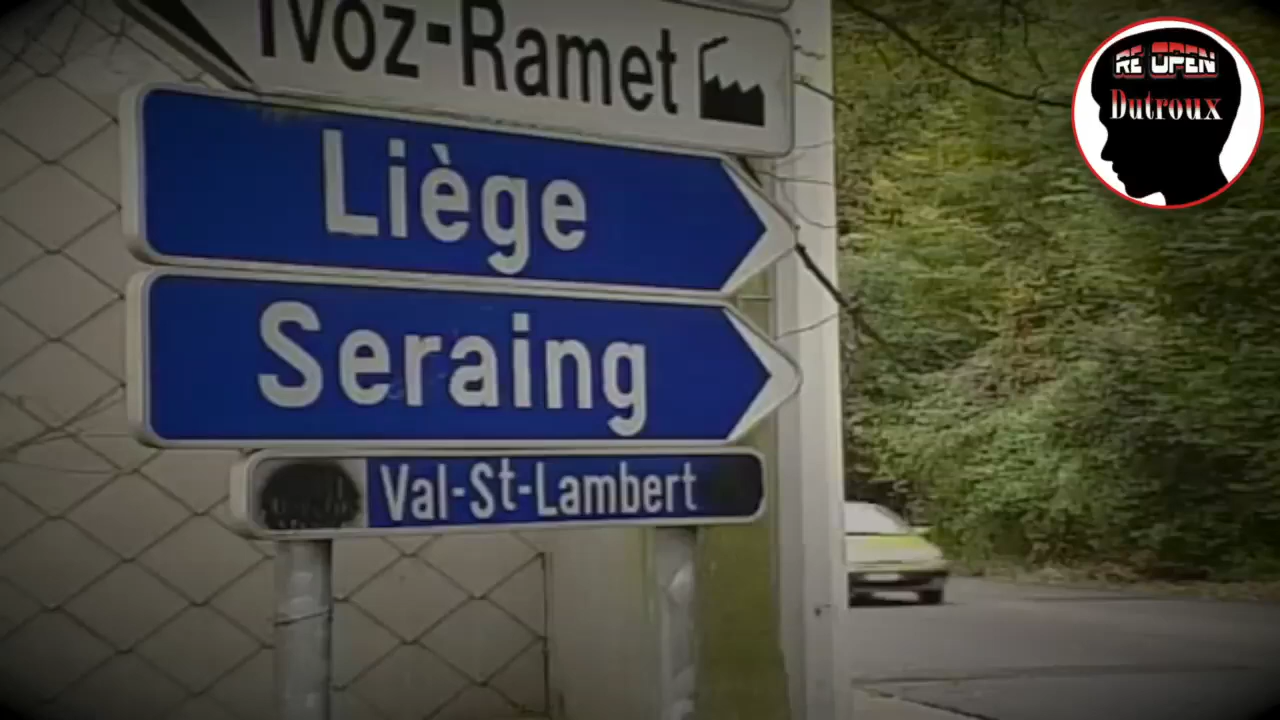 Ivoz-Ramet
Liège
Seraing
Val-St-Lambert
RE OPEN
Dutroux